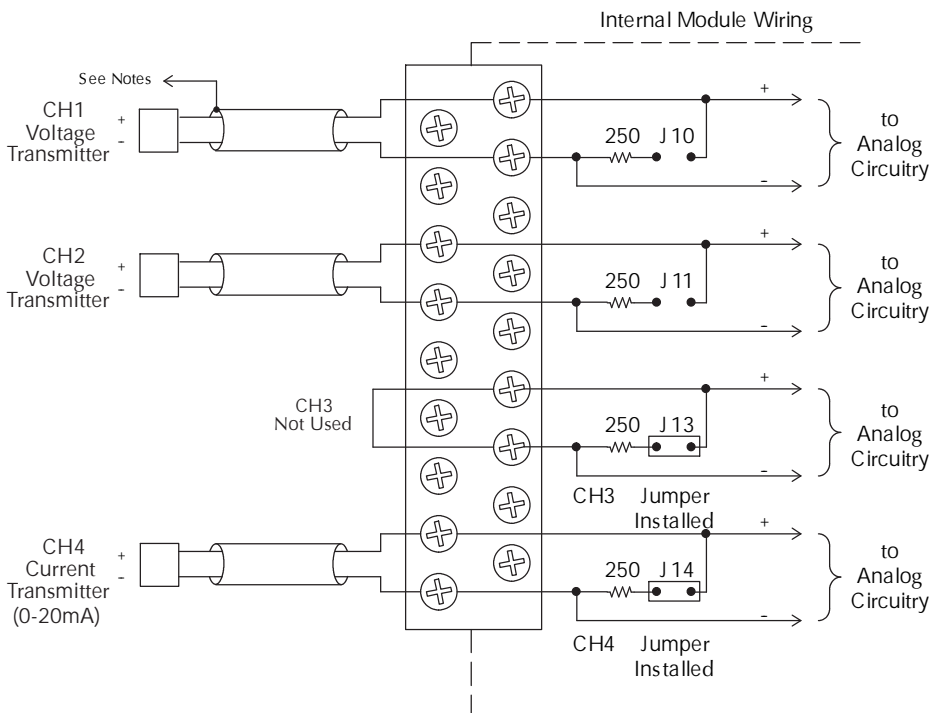 Internal Module Wiring
See Notes
CH1
Voltage
Transmitter
+
-
250 J10
+
-
to
Analog
Circuitry
CH2
Voltage
Transmitter
+
-
250 J11
+
-
to
Analog
Circuitry
CH3
Not Used
250 J13
+
-
to
Analog
Circuitry
CH3 Jumper
Installed
CH4
Current
Transmitter
(0-20mA)
+
-
250 J14
+
-
to
Analog
Circuitry
CH4 Jumper
Installed